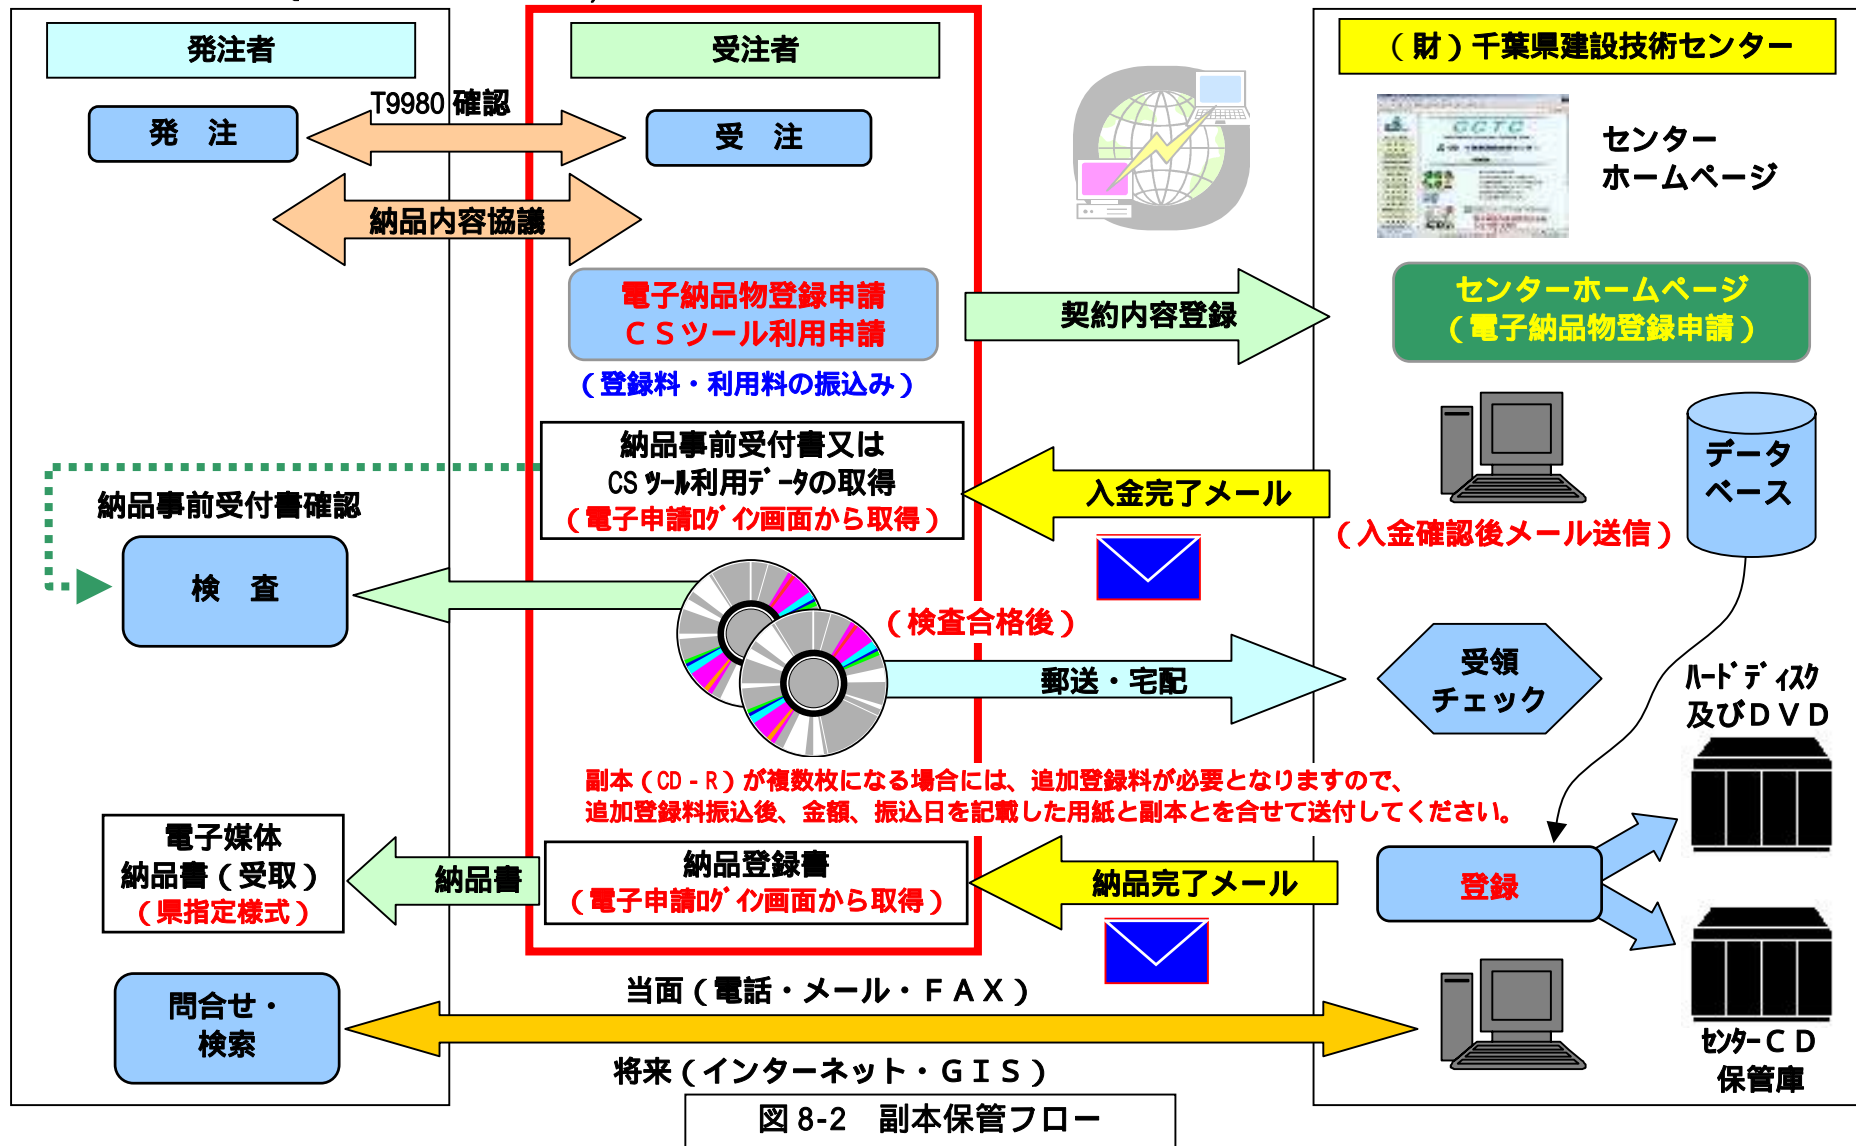 発注者
受注者
（財）千葉県建設技術センター
T9980 確認
発　注
受　注
CCTC
センター
ホームページ
納品内容協議
電子納品物登録申請
ＣＳツール利用申請
（登録料・利用料の振込み）
契約内容登録
センターホームページ
（電子納品物登録申請）
納品事前受付書又は
CS ﾂｰﾙ利用ﾃﾞｰﾀの取得
（電子申請ﾛｸﾞｲﾝ画面から取得）
入金完了メール
（入金確認後メール送信）
データ
ベース
納品事前受付書確認
検　査
（検査合格後）
郵送・宅配
受領
チェック
ﾊｰﾄﾞﾃﾞｨｽｸ
及びＤＶＤ
副本（CD-R）が複数枚になる場合には、追加登録料が必要となりますので、
追加登録料振込後、金額、振込日を記載した用紙と副本とを合せて送付してください。
電子媒体
納品書（受取）
（県指定様式）
納品書
納品登録書
（電子申請ﾛｸﾞｲﾝ画面から取得）
納品完了メール
登録
問合せ・
検索
当面（電話・メール・ＦＡＸ）
将来（インターネット・ＧＩＳ）
ｾﾝﾀｰＣＤ
保管庫
図 8-2　副本保管フロー